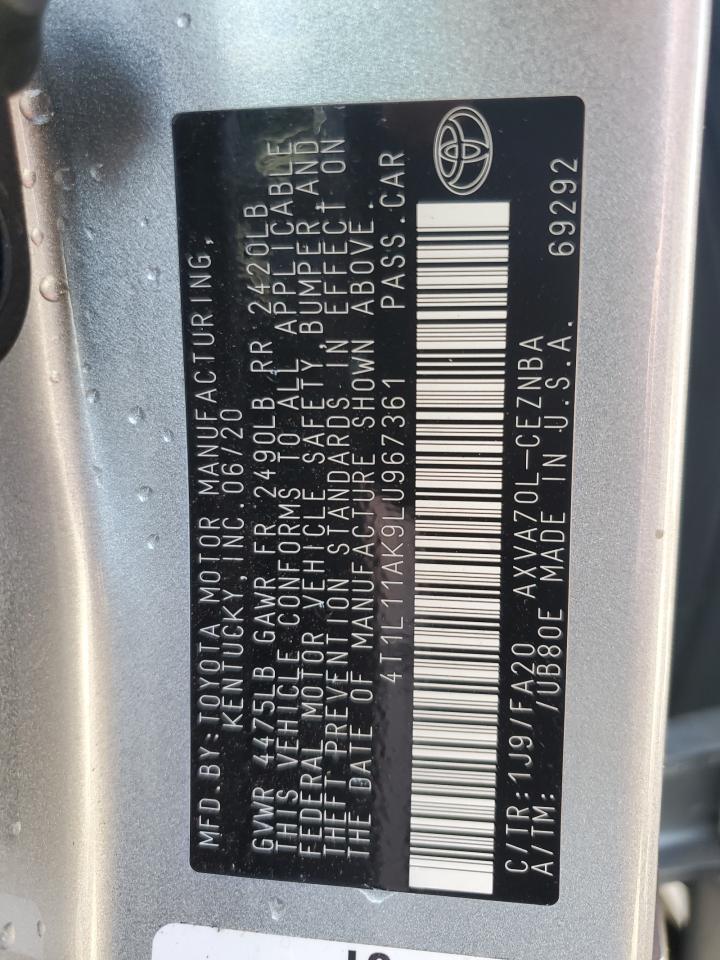 MFD.BY:TOYOTA MOTOR MANUFACTURING,
KENTUCKY, INC.06/20
GVWR 4475LB GAWR FR 2490LB RR 2420LB
THIS VEHICLE CONFORMS TO ALL APPLICABLE
FEDERAL MOTOR VEHICLE SAFETY,BUMPER AND
THEFT PREVENTION STANDARDS IN EFFECT ON
THE DATE OF MANUFACTURE SHOWN ABOVE.
4T1L11AK9LU967361 PASS.CAR
C/TR:1J9/FA20 AXVA70L-CEZNBA
A/TM: /UB80E MADE IN U.S.A. 69292